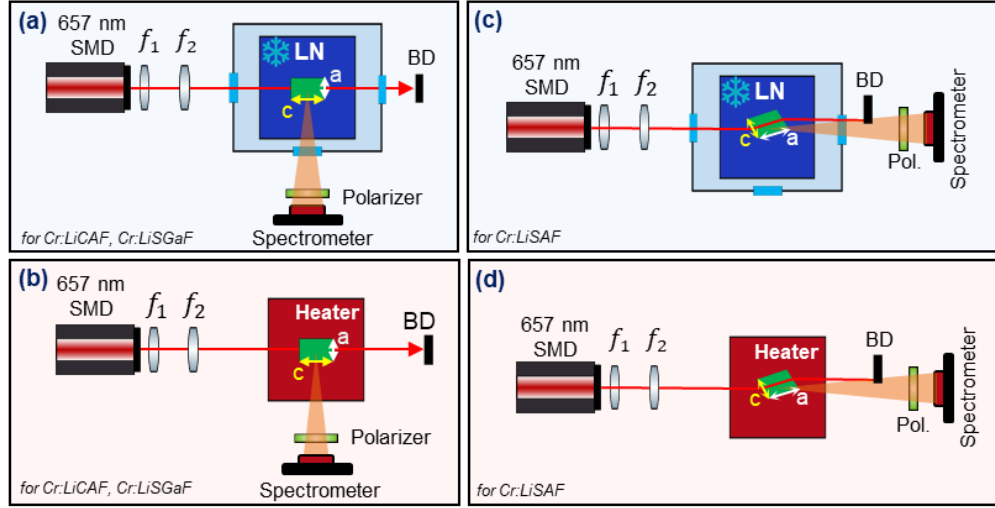 (a)
657 nm
SMD
f1
f2
LN
a
c
BD
Polarizer
Spectrometer
for Cr:LiCAF, Cr:LiSGaF
(c)
657 nm
SMD
f1
f2
LN
c
a
BD
Pol.
Spectrometer
for Cr:LiSAF
(b)
657 nm
SMD
f1
f2
Heater
a
c
BD
Polarizer
Spectrometer
for Cr:LiCAF, Cr:LiSGaF
(d)
657 nm
SMD
f1
f2
Heater
c
a
BD
Pol.
Spectrometer
for Cr:LiSAF